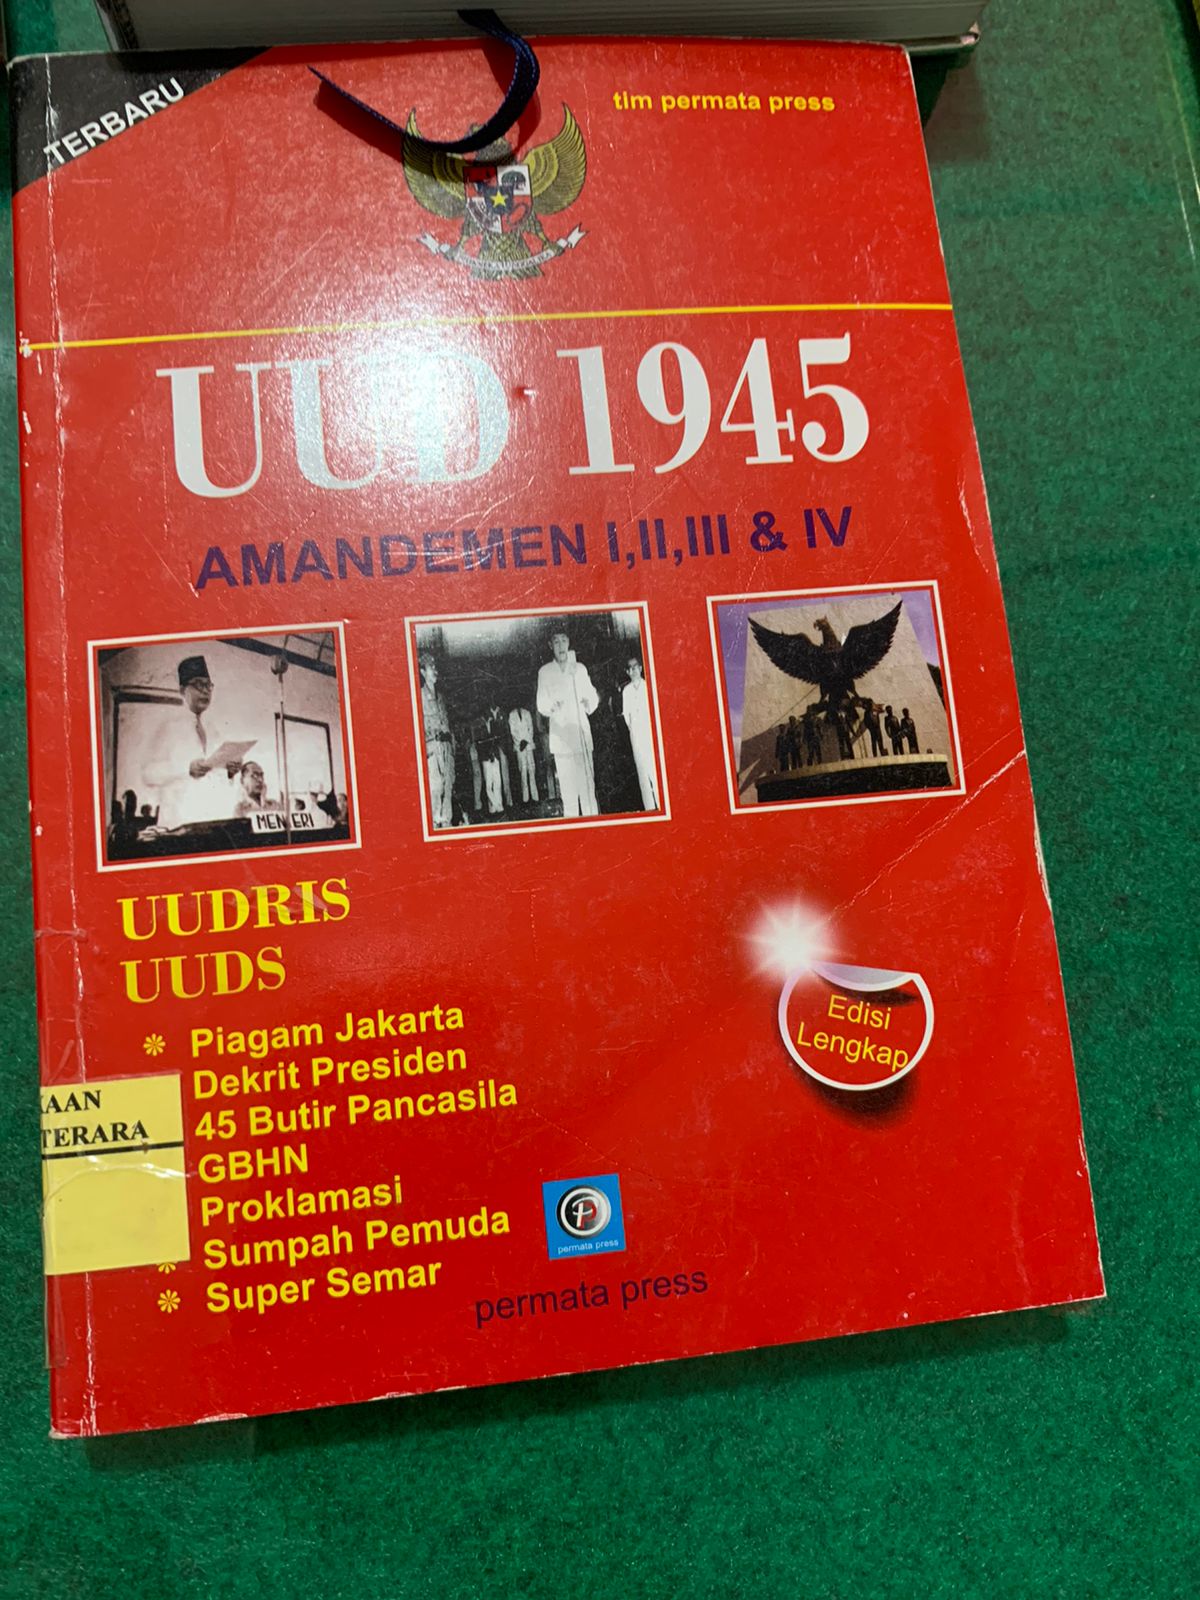 TERBARU
tim permata press
UUD 1945
AMANDEMEN I,II,III & IV
MENTERI
UUDRIS
UUDS
Piagam Jakarta
Dekrit Presiden
45 Butir Pancasila
GBHN
Proklamasi
Sumpah Pemuda
Super Semar
Edisi
Lengkap
KAAN
TERARA
P
permata press
permata press